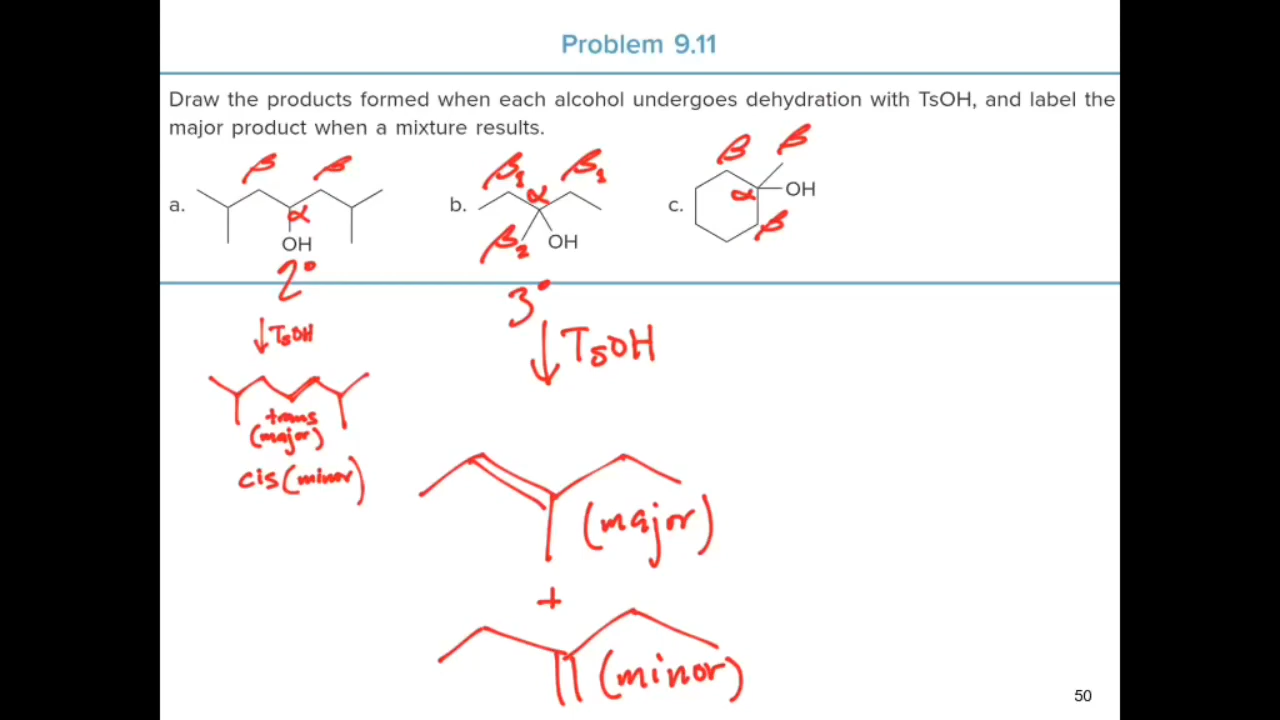 Problem 9.11
Draw the products formed when each alcohol undergoes dehydration with TsOH, and label the
major product when a mixture results.
a.
β β
α
OH
2°
b.
β₁ β₁
α
β₂
OH
3°
c.
β β
α
OH
β
↓ TsOH
trans
(major)
cis (minor)
↓ TsOH
(major)
+
(minor)
50